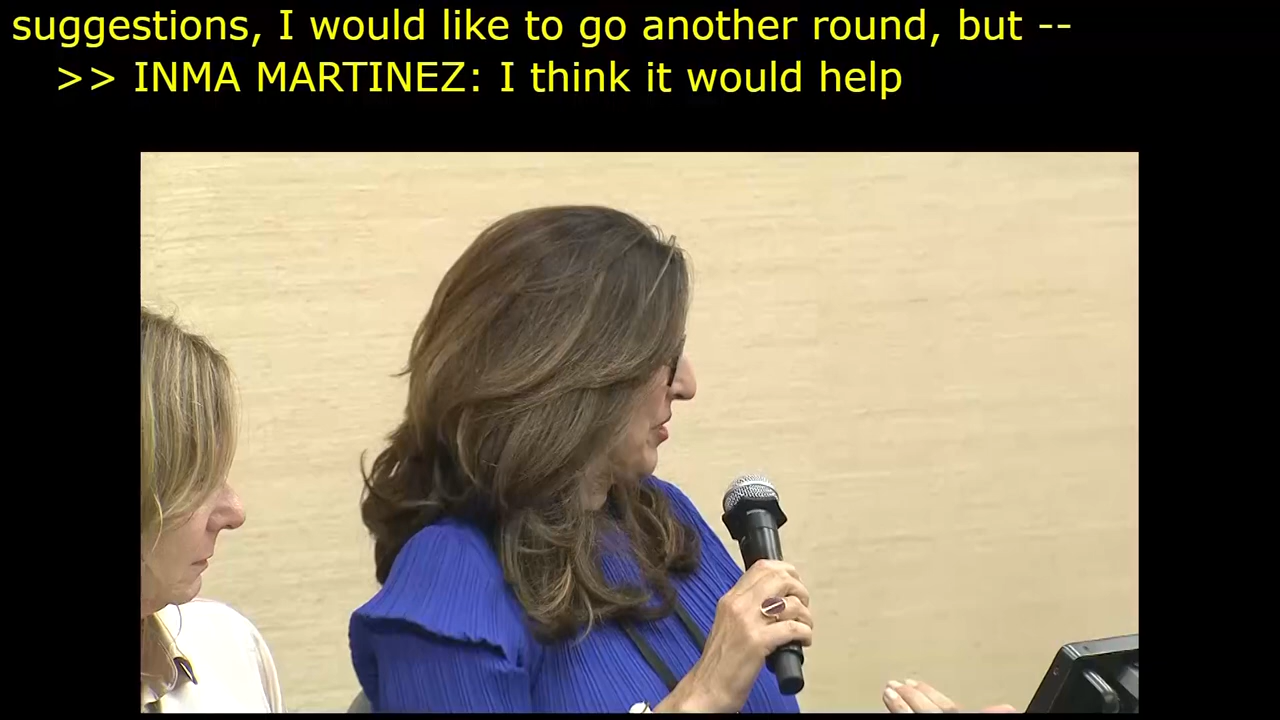 suggestions, I would like to go another round, but --
>> INMA MARTINEZ: I think it would help